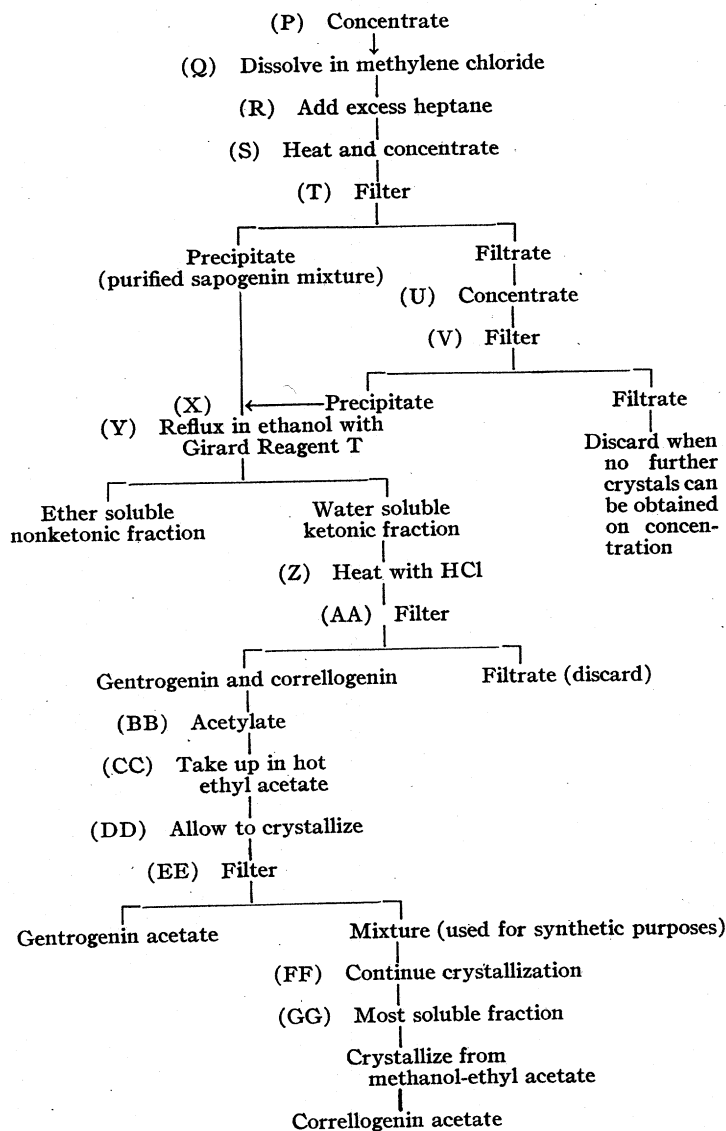 (P) Concentrate
(Q) Dissolve in methylene chloride
(R) Add excess heptane
(S) Heat and concentrate
(T) Filter
Precipitate
(purified sapogenin mixture)
Filtrate
(U) Concentrate
(V) Filter
(X)
Precipitate
Filtrate
(Y) Reflux in ethanol with
Girard Reagent T
Discard when
no further
crystals can
be obtained
on concen-
tration
Ether soluble
nonketonic fraction
Water soluble
ketonic fraction
(Z) Heat with HCl
(AA) Filter
Gentrogenin and correllogenin
Filtrate (discard)
(BB) Acetylate
(CC) Take up in hot
ethyl acetate
(DD) Allow to crystallize
(EE) Filter
Gentrogenin acetate
Mixture (used for synthetic purposes)
(FF) Continue crystallization
(GG) Most soluble fraction
Crystallize from
methanol-ethyl acetate
Correllogenin acetate